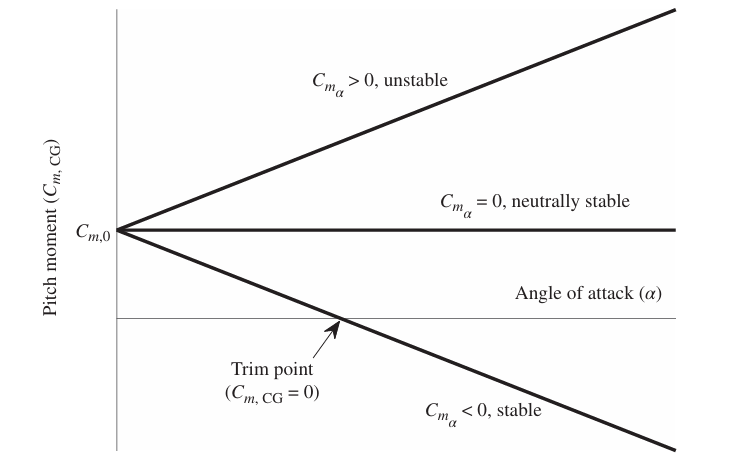 C_{m_α} > 0, unstable
C_{m_α} = 0, neutrally stable
Pitch moment (C_{m, CG})
C_{m,0}
Angle of attack (α)
Trim point
(C_{m, CG} = 0)
C_{m_α} < 0, stable